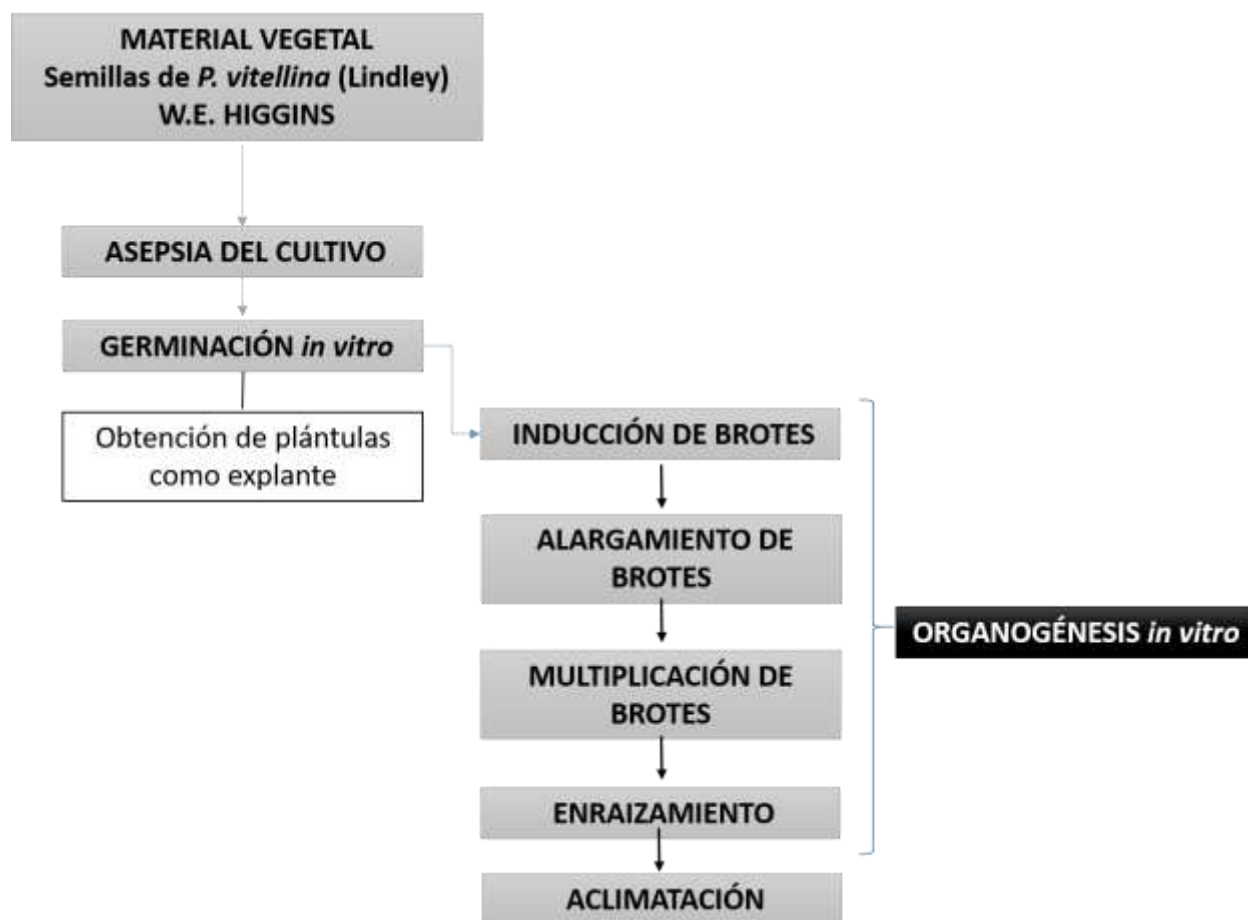 MATERIAL VEGETAL
Semillas de P. vitellina (Lindley)
W.E. HIGGINS
ASEPSIA DEL CULTIVO
GERMINACIÓN in vitro
Obtención de plántulas
como explante
INDUCCIÓN DE BROTES
ALARGAMIENTO DE
BROTES
MULTIPLICACIÓN DE
BROTES
ENRAIZAMIENTO
ACLIMATACIÓN
ORGANOGÉNESIS in vitro